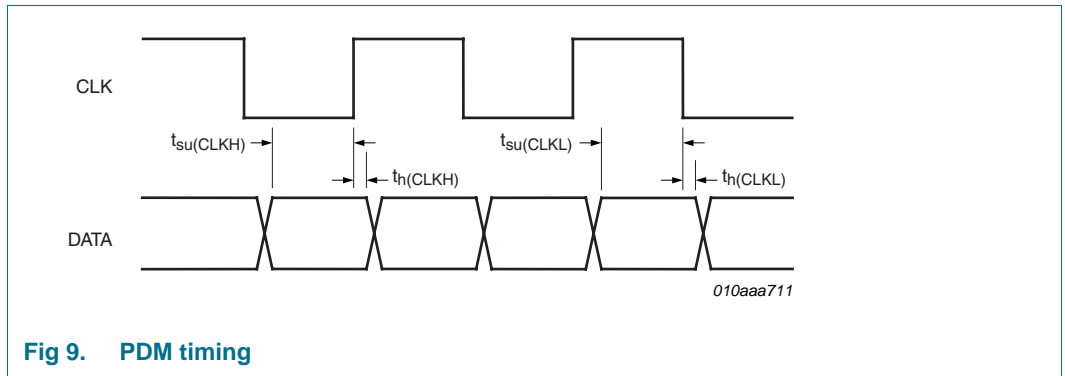 CLK
tsu(CLKH)
tsu(CLKL)
th(CLKH)
th(CLKL)
DATA
010aaa711
Fig 9. PDM timing